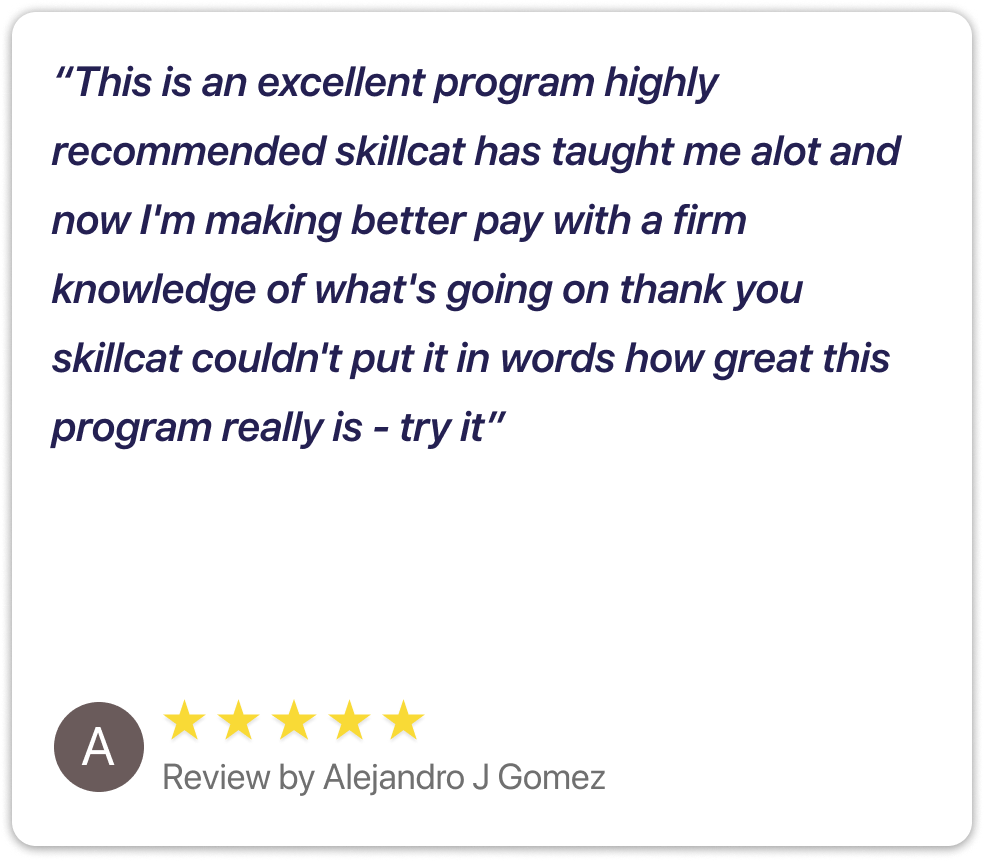 “This is an excellent program highly
recommended skillcat has taught me alot and
now I'm making better pay with a firm
knowledge of what's going on thank you
skillcat couldn't put it in words how great this
program really is - try it”
A
Review by Alejandro J Gomez